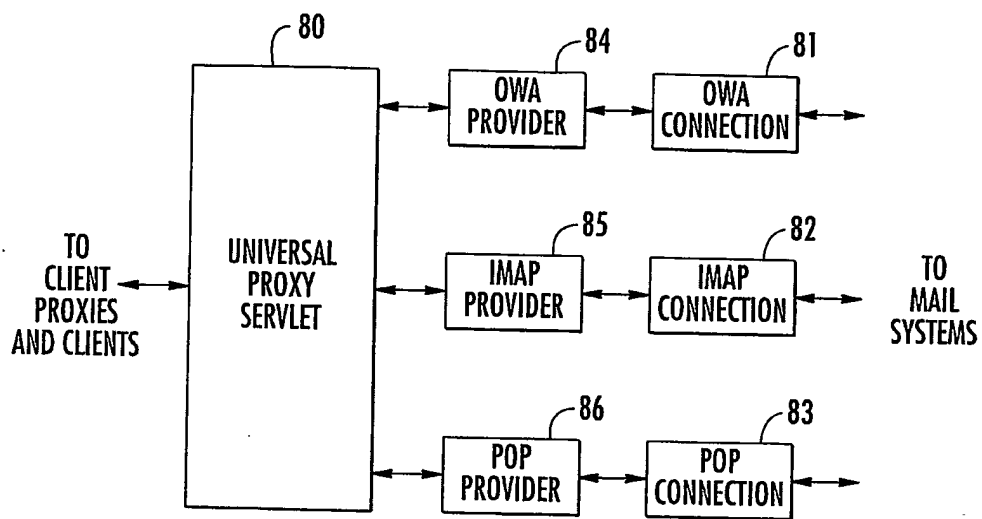 80
84
81
OWA
PROVIDER
OWA
CONNECTION
TO
CLIENT
PROXIES
AND CLIENTS
UNIVERSAL
PROXY
SERVLET
85
82
IMAP
PROVIDER
IMAP
CONNECTION
TO
MAIL
SYSTEMS
86
83
POP
PROVIDER
POP
CONNECTION